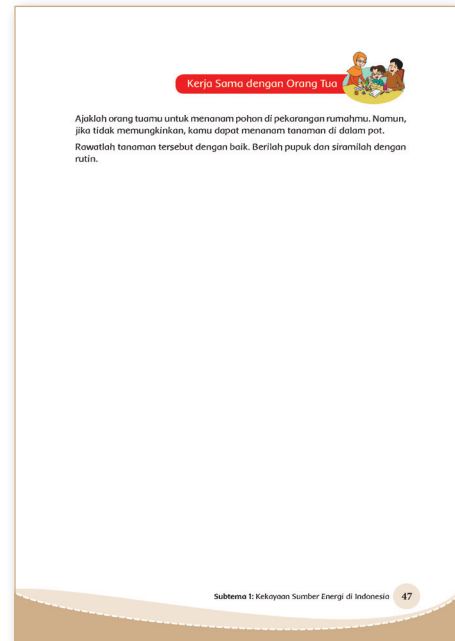 Kerja Sama dengan Orang Tua
Ajaklah orang tuamu untuk menanam pohon di pekarangan rumahmu. Namun,
jika tidak memungkinkan, kamu dapat menanam tanaman di dalam pot.
Rawatlah tanaman tersebut dengan baik. Berilah pupuk dan siramilah dengan
rutin.
Subtema 1: Kekayaan Sumber Energi di Indonesia 47